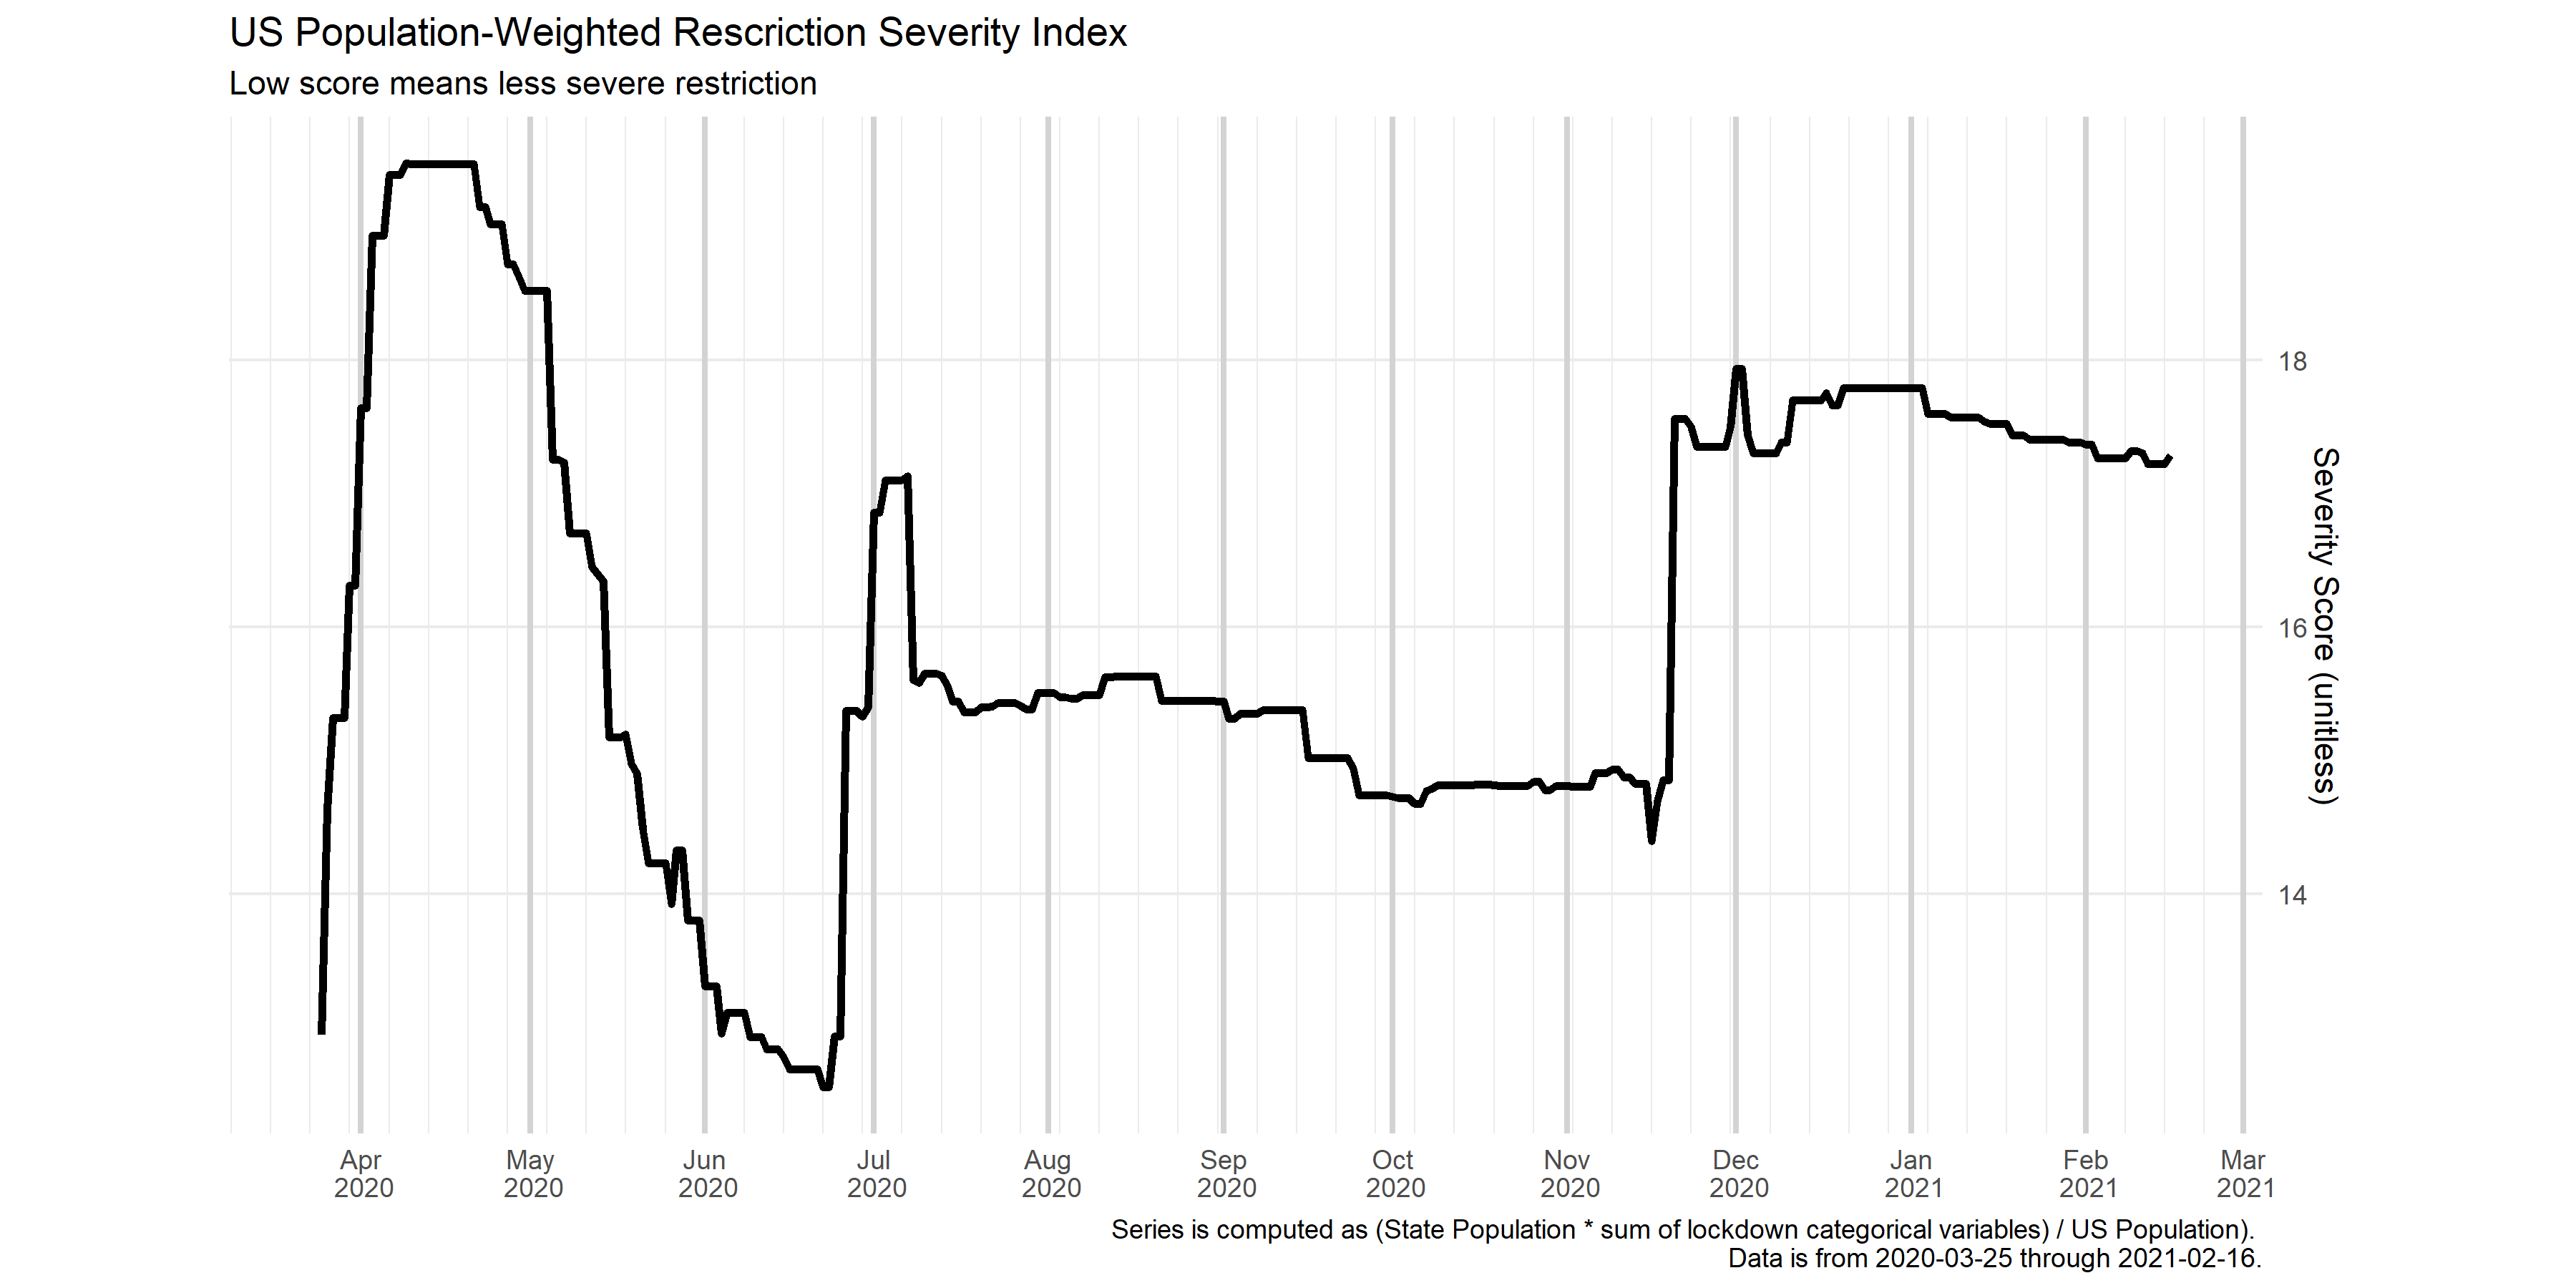 US Population-Weighted Rescriction Severity Index
Low score means less severe restriction
18
16
14
Severity Score (unitless)
Apr
2020
May
2020
Jun
2020
Jul
2020
Aug
2020
Sep
2020
Oct
2020
Nov
2020
Dec
2020
Jan
2021
Feb
2021
Mar
2021
Series is computed as (State Population * sum of lockdown categorical variables) / US Population).
Data is from 2020-03-25 through 2021-02-16.